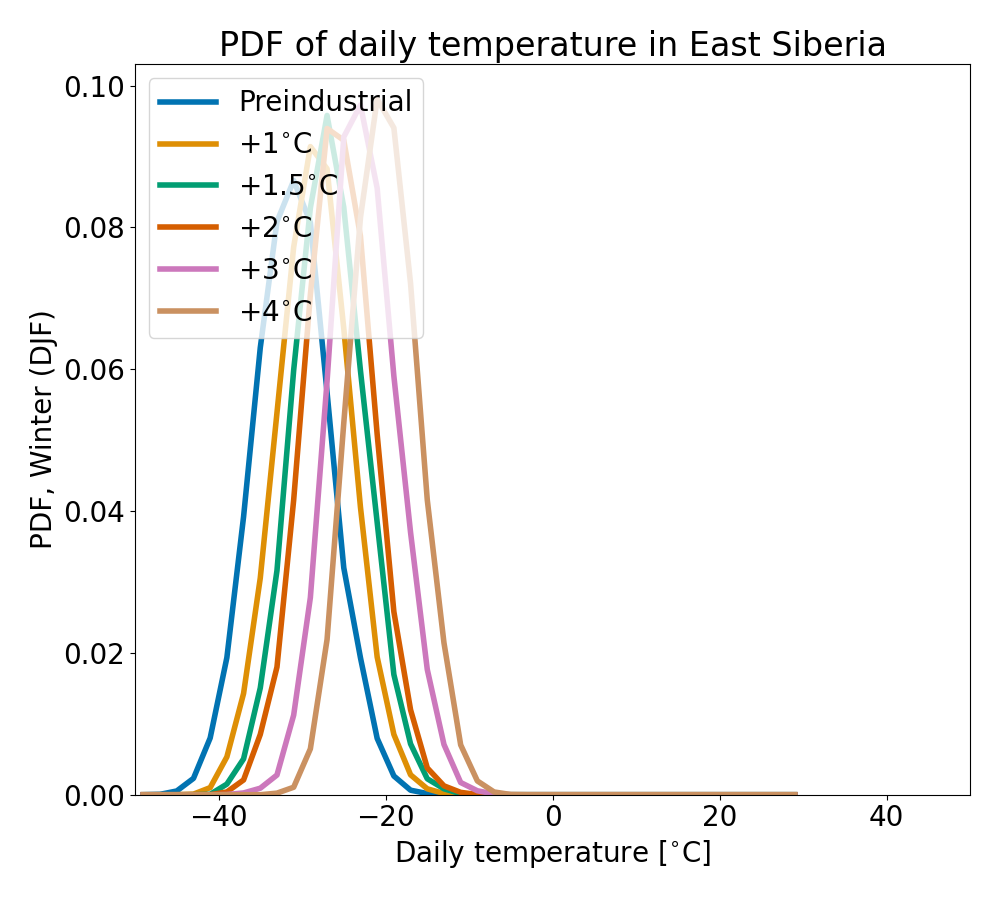 PDF of daily temperature in East Siberia
PDF, Winter (DJF)
0.10
0.08
0.06
0.04
0.02
0.00
Preindustrial
+1°C
+1.5°C
+2°C
+3°C
+4°C
−40 −20 0 20 40
Daily temperature [°C]